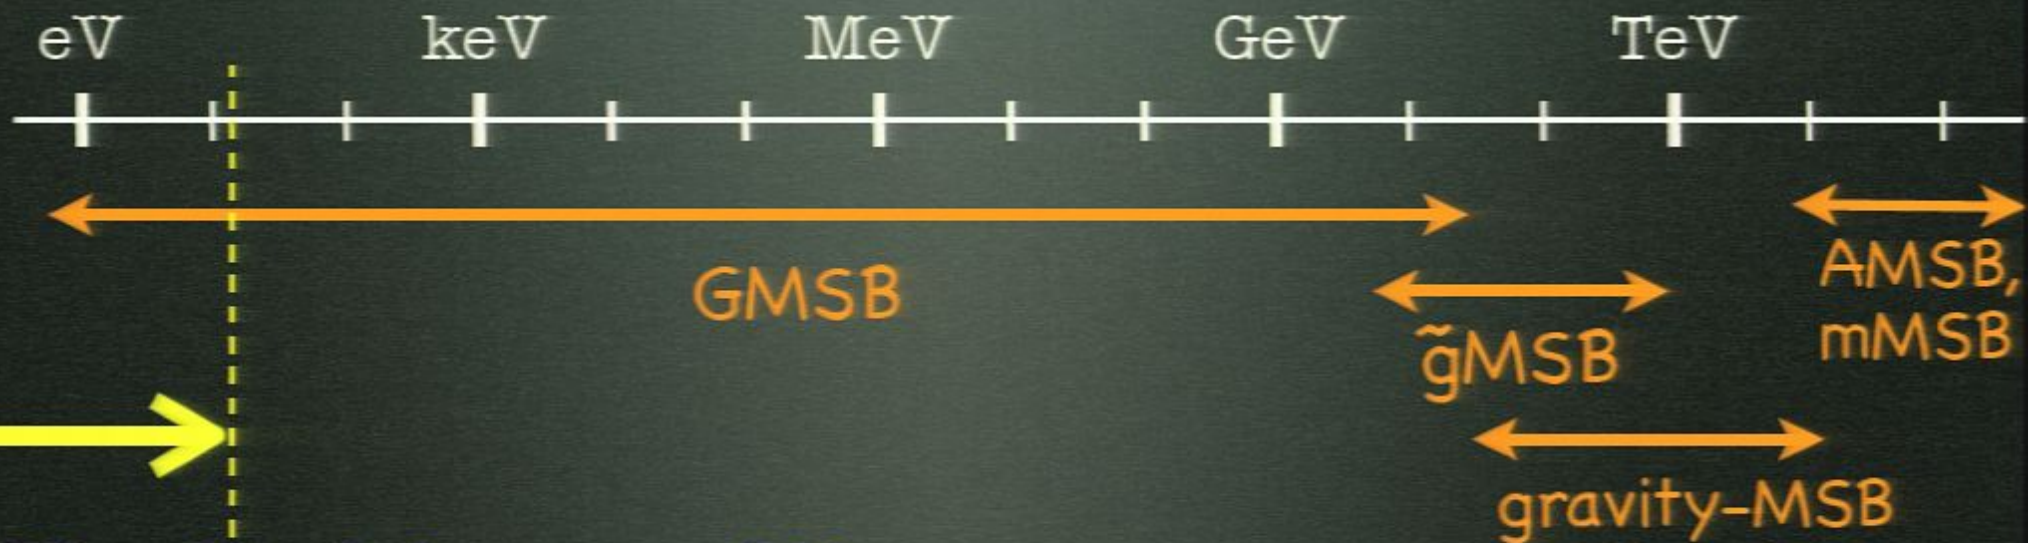 eV keV MeV GeV TeV
GMSB
AMSB,
mMSB
g̃MSB
gravity-MSB